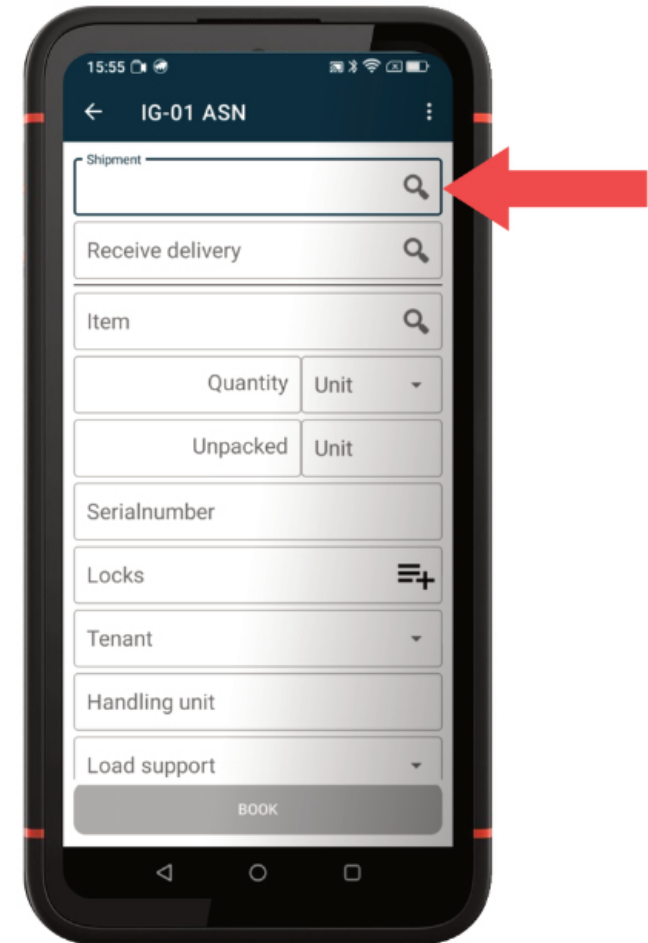 15:55
IG-01 ASN
Shipment
Receive delivery
Item
Quantity Unit
Unpacked Unit
Serialnumber
Locks
Tenant
Handling unit
Load support
BOOK